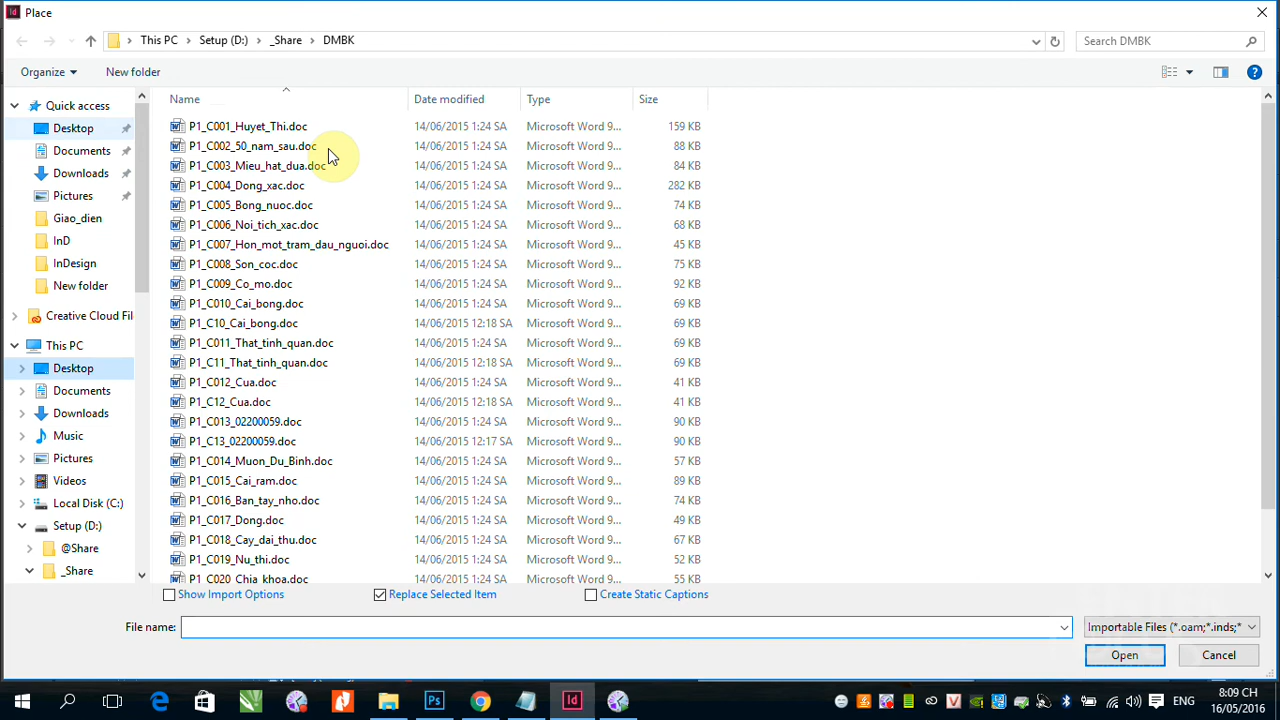 Place
This PC > Setup (D:) > _Share > DMBK
Search DMBK
Organize
New folder
Name
Date modified
Type
Size
Quick access
Desktop
Documents
Downloads
Pictures
Giao_dien
InD
InDesign
New folder
Creative Cloud Fil
This PC
Desktop
Documents
Downloads
Music
Pictures
Videos
Local Disk (C:)
Setup (D:)
@Share
_Share
P1_C001_Huyet_Thi.doc 14/06/2015 1:24 SA Microsoft Word 9... 159 KB
P1_C002_50_nam_sau.doc 14/06/2015 1:24 SA Microsoft Word 9... 88 KB
P1_C003_Mieu_hat_dua.doc 14/06/2015 1:24 SA Microsoft Word 9... 84 KB
P1_C004_Dong_xac.doc 14/06/2015 1:24 SA Microsoft Word 9... 282 KB
P1_C005_Bong_nuoc.doc 14/06/2015 1:24 SA Microsoft Word 9... 74 KB
P1_C006_Noi_tich_xac.doc 14/06/2015 1:24 SA Microsoft Word 9... 68 KB
P1_C007_Hon_mot_tram_dau_nguoi.doc 14/06/2015 1:24 SA Microsoft Word 9... 45 KB
P1_C008_Son_coc.doc 14/06/2015 1:24 SA Microsoft Word 9... 75 KB
P1_C009_Co_mo.doc 14/06/2015 1:24 SA Microsoft Word 9... 92 KB
P1_C010_Cai_bong.doc 14/06/2015 1:24 SA Microsoft Word 9... 69 KB
P1_C10_Cai_bong.doc 14/06/2015 12:18 SA Microsoft Word 9... 69 KB
P1_C011_That_tinh_quan.doc 14/06/2015 1:24 SA Microsoft Word 9... 69 KB
P1_C11_That_tinh_quan.doc 14/06/2015 12:18 SA Microsoft Word 9... 69 KB
P1_C012_Cua.doc 14/06/2015 1:24 SA Microsoft Word 9... 41 KB
P1_C12_Cua.doc 14/06/2015 12:18 SA Microsoft Word 9... 41 KB
P1_C013_02200059.doc 14/06/2015 1:24 SA Microsoft Word 9... 90 KB
P1_C13_02200059.doc 14/06/2015 12:17 SA Microsoft Word 9... 90 KB
P1_C014_Muon_Du_Binh.doc 14/06/2015 1:24 SA Microsoft Word 9... 57 KB
P1_C015_Cai_ram.doc 14/06/2015 1:24 SA Microsoft Word 9... 89 KB
P1_C016_Ban_tay_nho.doc 14/06/2015 1:24 SA Microsoft Word 9... 74 KB
P1_C017_Dong.doc 14/06/2015 1:24 SA Microsoft Word 9... 49 KB
P1_C018_Cay_dai_thu.doc 14/06/2015 1:24 SA Microsoft Word 9... 67 KB
P1_C019_Nu_thi.doc 14/06/2015 1:24 SA Microsoft Word 9... 52 KB
P1_C020_Chia_khoa.doc 14/06/2015 1:24 SA Microsoft Word 9... 55 KB
Show Import Options
Replace Selected Item
Create Static Captions
File name:
Importable Files (*.oam;*.inds;*
Open
Cancel
ENG
8:09 CH
16/05/2016